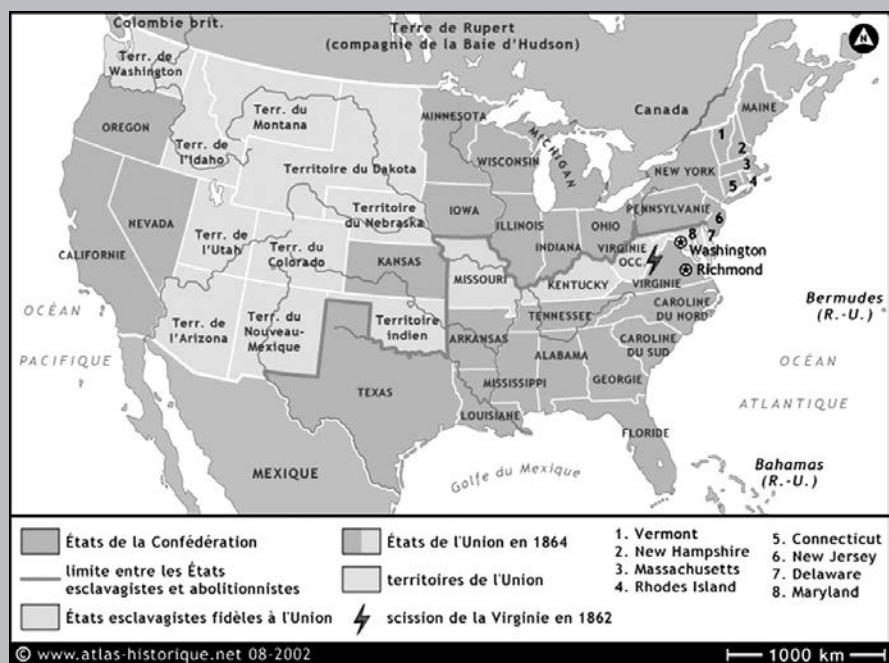 Colombie brit.
Terre de Rupert
(compagnie de la Baie d'Hudson)
N
Terr. de
Washington
Terr. du
Montana
OREGON
Terr. de
l'Idaho
Territoire du Dakota
MINNESOTA
WISCONSIN
MICHIGAN
Canada
MAINE
1
2
3
4
5
NEW YORK
NEVADA
CALIFORNIE
Terr. de
l'Utah
Terr. du
Colorado
Territoire
du Nebraska
IOWA
ILLINOIS
INDIANA
OHIO
PENNSYLVANIE
6
7
8
VIRGINIE
OCC.
Washington
Richmond
KANSAS
MISSOURI
KENTUCKY
VIRGINIE
OCÉAN
PACIFIQUE
Terr. de
l'Arizona
Terr. du
Nouveau-
Mexique
Territoire
indien
ARKANSAS
TENNESSEE
CAROLINE
DU NORD
CAROLINE
DU SUD
Bermudes
(R.-U.)
TEXAS
LOUISIANE
MISSISSIPPI
ALABAMA
GEORGIE
FLORIDE
OCÉAN
ATLANTIQUE
MEXIQUE
Golfe du Mexique
Bahamas
(R.-U.)
États de la Confédération
limite entre les États
esclavagistes et abolitionnistes
États esclavagistes fidèles à l'Union
États de l'Union en 1864
territoires de l'Union
scission de la Virginie en 1862
1. Vermont
2. New Hampshire
3. Massachusetts
4. Rhodes Island
5. Connecticut
6. New Jersey
7. Delaware
8. Maryland
© www.atlas-historique.net 08-2002
1000 km